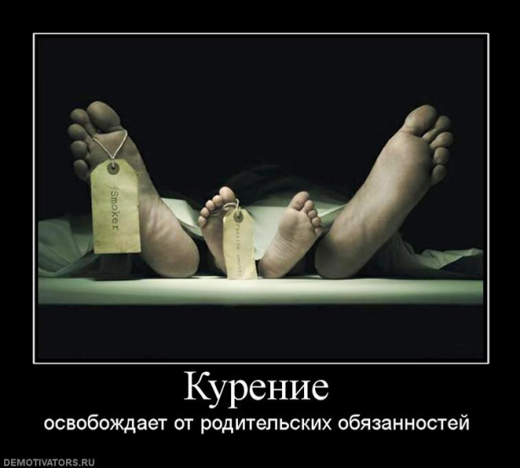 Smoker
Курение
освобождает от родительских обязанностей
DEMOTIVATORS.RU